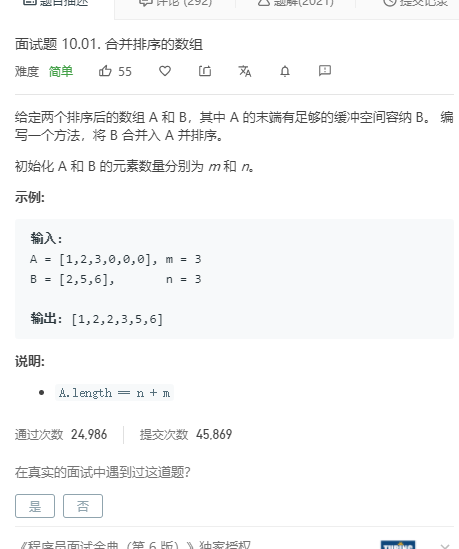 题目描述 评论 (292) 题解(2021) 提交记录
面试题 10.01. 合并排序的数组
难度 简单 55
给定两个排序后的数组 A 和 B，其中 A 的末端有足够的缓冲空间容纳 B。 编
写一个方法，将 B 合并入 A 并排序。
初始化 A 和 B 的元素数量分别为 m 和 n。
示例:
输入:
A = [1,2,3,0,0,0], m = 3
B = [2,5,6],       n = 3
输出: [1,2,2,3,5,6]
说明:
• A.length == n + m
通过次数 24,986 提交次数 45,869
在真实的面试中遇到过这道题?
是 否
《程序员面试金典（第 6 版）》独家授权